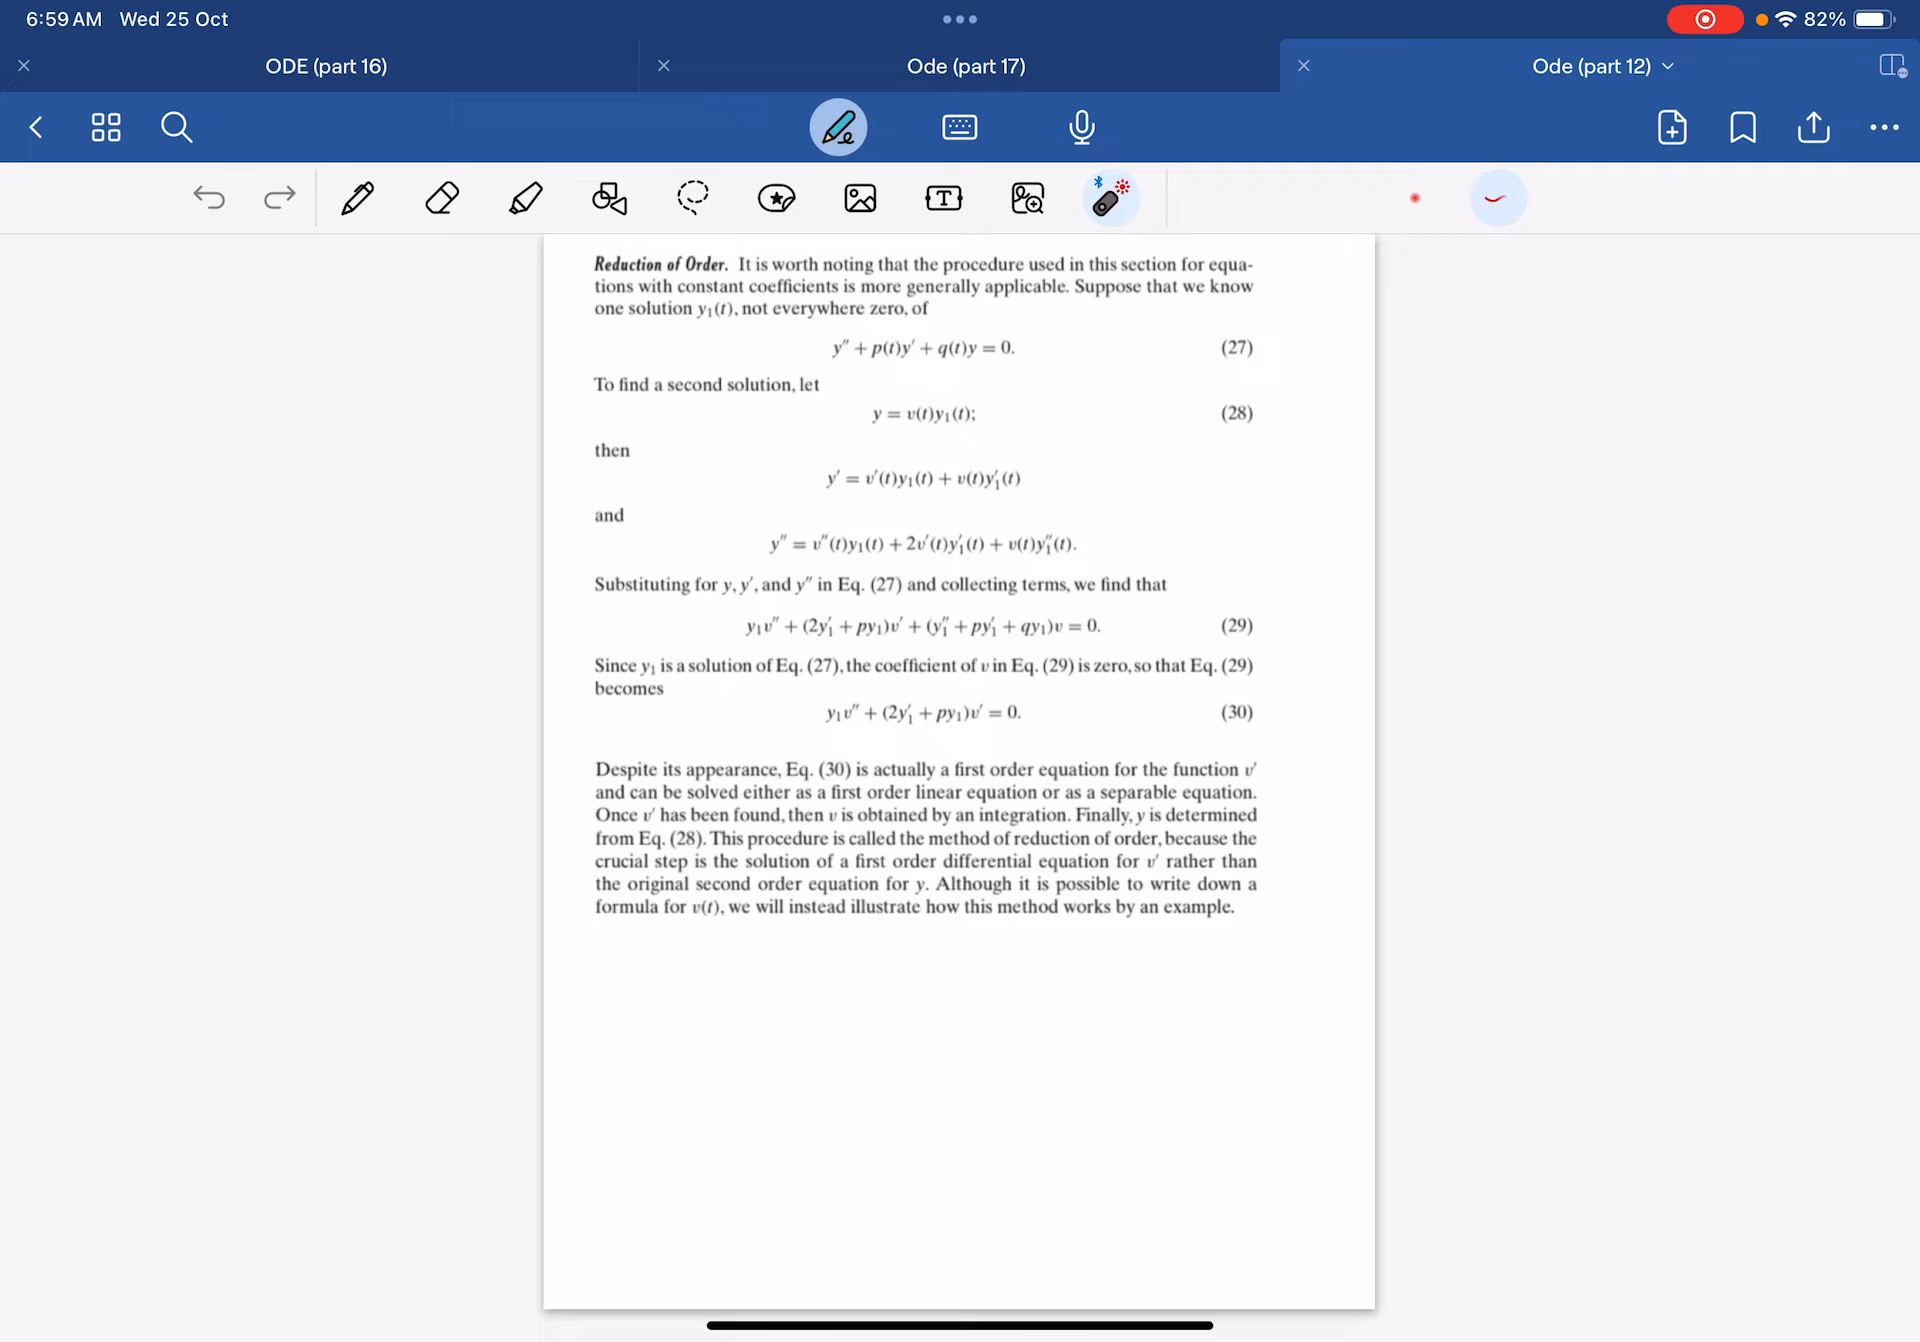 6:59 AM Wed 25 Oct
82%
ODE (part 16)
Ode (part 17)
Ode (part 12)
Reduction of Order. It is worth noting that the procedure used in this section for equa-
tions with constant coefficients is more generally applicable. Suppose that we know
one solution y₁(t), not everywhere zero, of
y″ + p(t)y′ + q(t)y = 0. (27)
To find a second solution, let
y = v(t)y₁(t); (28)
then
y′ = v′(t)y₁(t) + v(t)y₁′(t)
and
y″ = v″(t)y₁(t) + 2v′(t)y₁′(t) + v(t)y₁″(t).
Substituting for y, y′, and y″ in Eq. (27) and collecting terms, we find that
y₁v″ + (2y₁′ + py₁)v′ + (y₁″ + py₁′ + qy₁)v = 0. (29)
Since y₁ is a solution of Eq. (27), the coefficient of v in Eq. (29) is zero, so that Eq. (29)
becomes
y₁v″ + (2y₁′ + py₁)v′ = 0. (30)
Despite its appearance, Eq. (30) is actually a first order equation for the function v′
and can be solved either as a first order linear equation or as a separable equation.
Once v′ has been found, then v is obtained by an integration. Finally, y is determined
from Eq. (28). This procedure is called the method of reduction of order, because the
crucial step is the solution of a first order differential equation for v′ rather than
the original second order equation for y. Although it is possible to write down a
formula for v(t), we will instead illustrate how this method works by an example.